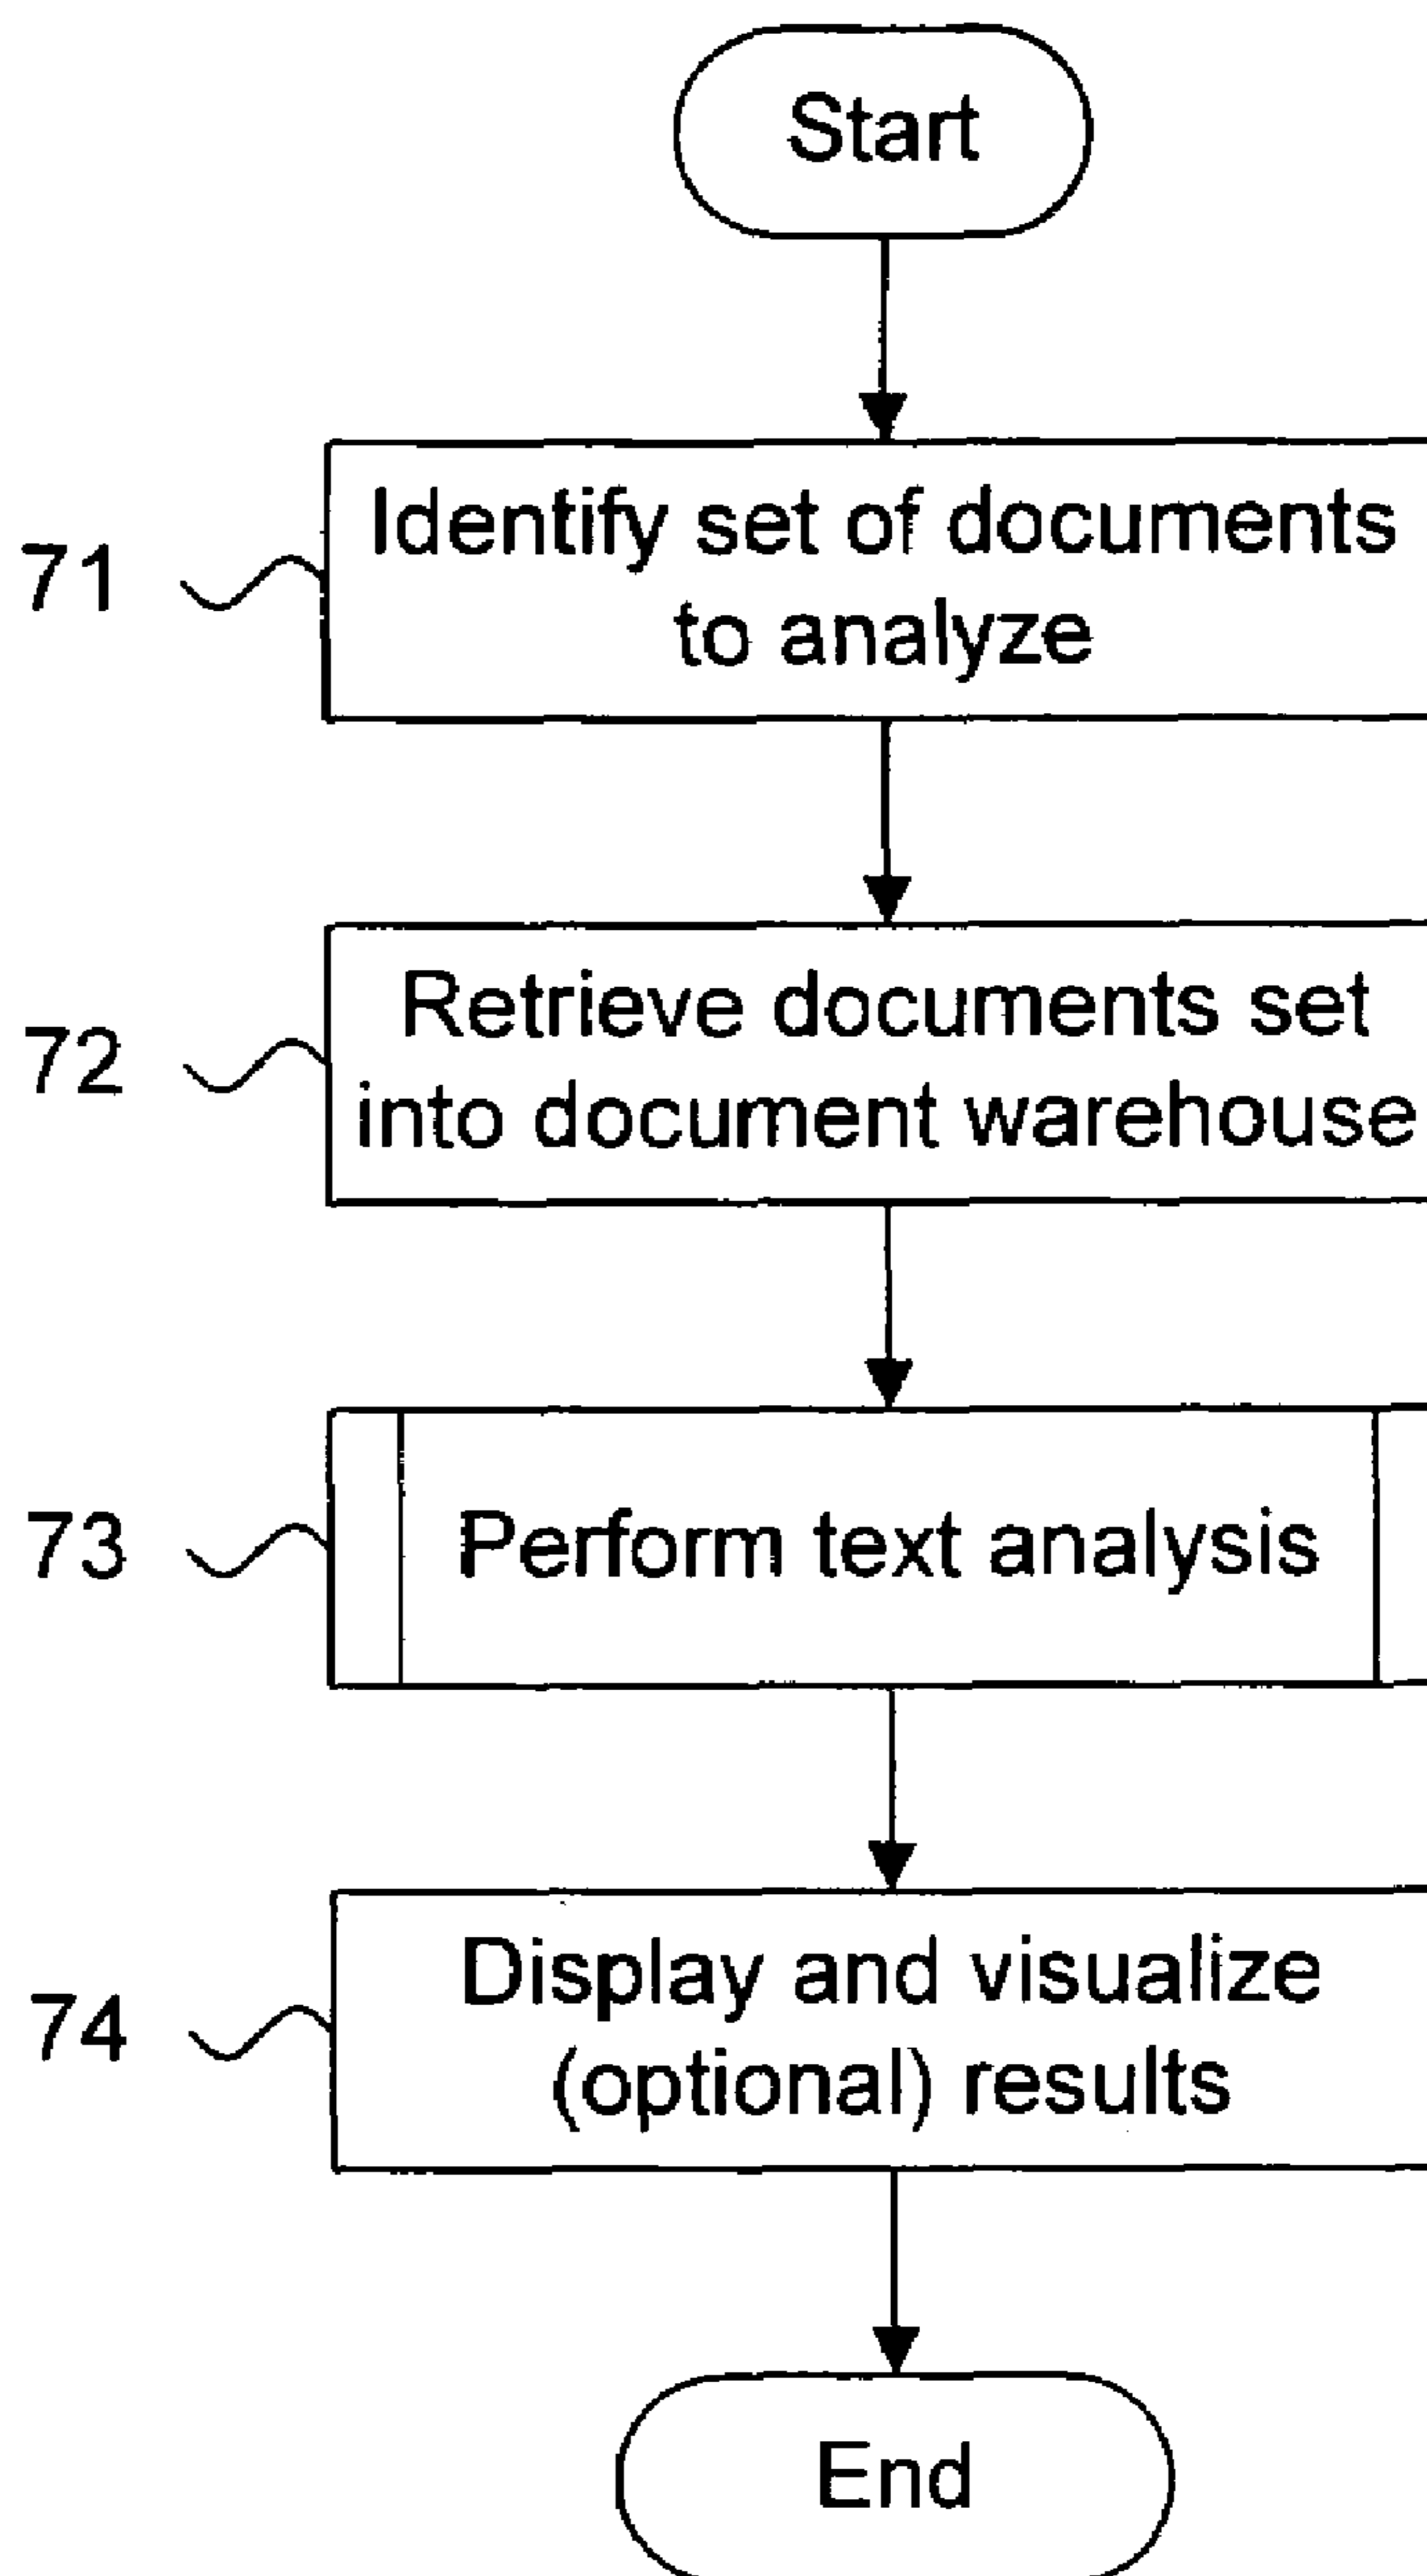 Start
71
Identify set of documents
to analyze
72
Retrieve documents set
into document warehouse
73
Perform text analysis
74
Display and visualize
(optional) results
End